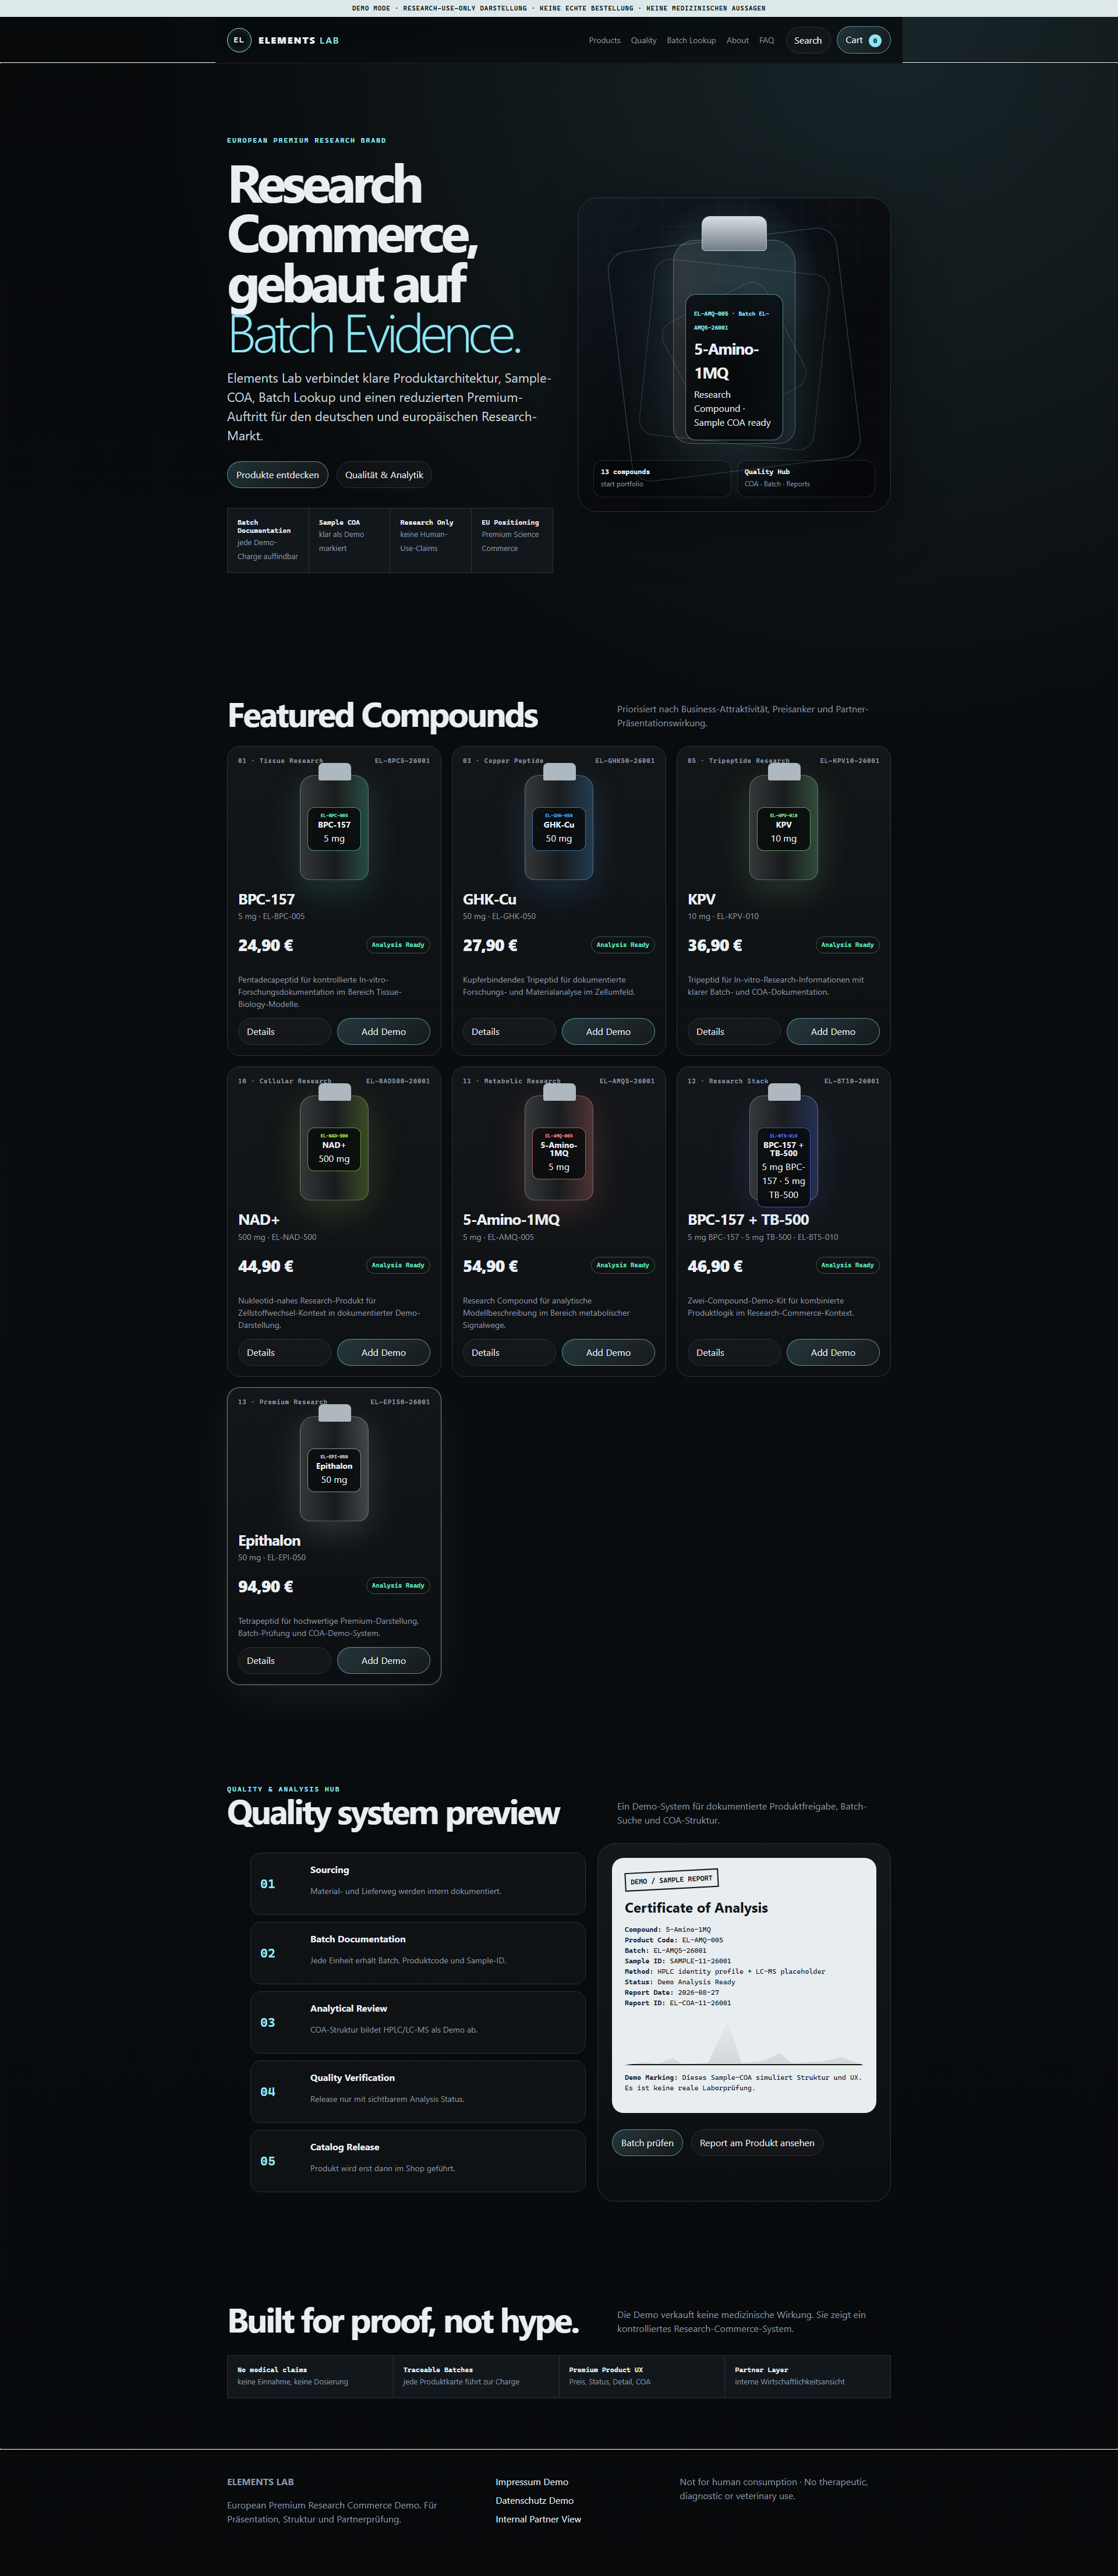 DEMO MODE · RESEARCH-USE-ONLY DARSTELLUNG · KEINE ECHTE BESTELLUNG · KEINE MEDIZINISCHEN AUSSAGEN
EL ELEMENTS LAB
Products Quality Batch Lookup About FAQ Search Cart 0
EUROPEAN PREMIUM RESEARCH BRAND
Research
Commerce,
gebaut auf
Batch Evidence.
Elements Lab verbindet klare Produktarchitektur, Sample-
COA, Batch Lookup und einen reduzierten Premium-
Auftritt für den deutschen und europäischen Research-
Markt.
Produkte entdecken Qualität & Analytik
Batch
Documentation
jede Demo-
Charge auffindbar
Sample COA
klar als Demo
markiert
Research Only
keine Human-
Use-Claims
EU Positioning
Premium Science
Commerce
EL-AMQ-005 · Batch EL-
AMQ5-26001
5-Amino-
1MQ
Research
Compound ·
Sample COA ready
13 compounds
start portfolio
Quality Hub
COA · Batch · Reports
Featured Compounds
Priorisiert nach Business-Attraktivität, Preisanker und Partner-
Präsentationswirkung.
01 · Tissue Research EL-BPC5-26001
EL-BPC-005
BPC-157
5 mg
BPC-157
5 mg · EL-BPC-005
24,90 € Analysis Ready
Pentadecapeptid für kontrollierte In-vitro-
Forschungsdokumentation im Bereich Tissue-
Biology-Modelle.
Details Add Demo
03 · Copper Peptide EL-GHK50-26001
EL-GHK-050
GHK-Cu
50 mg
GHK-Cu
50 mg · EL-GHK-050
27,90 € Analysis Ready
Kupferbindendes Tripeptid für dokumentierte
Forschungs- und Materialanalyse im Zellumfeld.
Details Add Demo
05 · Tripeptide Research EL-KPV10-26001
EL-KPV-010
KPV
10 mg
KPV
10 mg · EL-KPV-010
36,90 € Analysis Ready
Tripeptid für In-vitro-Research-Informationen mit
klarer Batch- und COA-Dokumentation.
Details Add Demo
10 · Cellular Research EL-NAD500-26001
EL-NAD-500
NAD+
500 mg
NAD+
500 mg · EL-NAD-500
44,90 € Analysis Ready
Nukleotid-nahes Research-Produkt für
Zellstoffwechsel-Kontext in dokumentierter Demo-
Darstellung.
Details Add Demo
11 · Metabolic Research EL-AMQ5-26001
EL-AMQ-005
5-Amino-
1MQ
5 mg
5-Amino-1MQ
5 mg · EL-AMQ-005
54,90 € Analysis Ready
Research Compound für analytische
Modellbeschreibung im Bereich metabolischer
Signalwege.
Details Add Demo
12 · Research Stack EL-BT10-26001
EL-BT5-010
BPC-157 +
TB-500
5 mg BPC-
157 · 5 mg
TB-500
BPC-157 + TB-500
5 mg BPC-157 · 5 mg TB-500 · EL-BT5-010
46,90 € Analysis Ready
Zwei-Compound-Demo-Kit für kombinierte
Produktlogik im Research-Commerce-Kontext.
Details Add Demo
13 · Premium Research EL-EPI50-26001
EL-EPI-050
Epithalon
50 mg
Epithalon
50 mg · EL-EPI-050
94,90 € Analysis Ready
Tetrapeptid für hochwertige Premium-Darstellung,
Batch-Prüfung und COA-Demo-System.
Details Add Demo
QUALITY & ANALYSIS HUB
Quality system preview
Ein Demo-System für dokumentierte Produktfreigabe, Batch-
Suche und COA-Struktur.
01 Sourcing
Material- und Lieferweg werden intern dokumentiert.
02 Batch Documentation
Jede Einheit erhält Batch, Produktcode und Sample-ID.
03 Analytical Review
COA-Struktur bildet HPLC/LC-MS als Demo ab.
04 Quality Verification
Release nur mit sichtbarem Analysis Status.
05 Catalog Release
Produkt wird erst dann im Shop geführt.
DEMO / SAMPLE REPORT
Certificate of Analysis
Compound: 5-Amino-1MQ
Product Code: EL-AMQ-005
Batch: EL-AMQ5-26001
Sample ID: SAMPLE-11-26001
Method: HPLC identity profile + LC-MS placeholder
Status: Demo Analysis Ready
Report Date: 2026-08-27
Report ID: EL-COA-11-26001
Demo Marking: Dieses Sample-COA simuliert Struktur und UX.
Es ist keine reale Laborprüfung.
Batch prüfen Report am Produkt ansehen
Built for proof, not hype.
Die Demo verkauft keine medizinische Wirkung. Sie zeigt ein
kontrolliertes Research-Commerce-System.
No medical claims
keine Einnahme, keine Dosierung
Traceable Batches
jede Produktkarte führt zur Charge
Premium Product UX
Preis, Status, Detail, COA
Partner Layer
interne Wirtschaftlichkeitsansicht
ELEMENTS LAB
European Premium Research Commerce Demo. Für
Präsentation, Struktur und Partnerprüfung.
Impressum Demo
Datenschutz Demo
Internal Partner View
Not for human consumption · No therapeutic,
diagnostic or veterinary use.